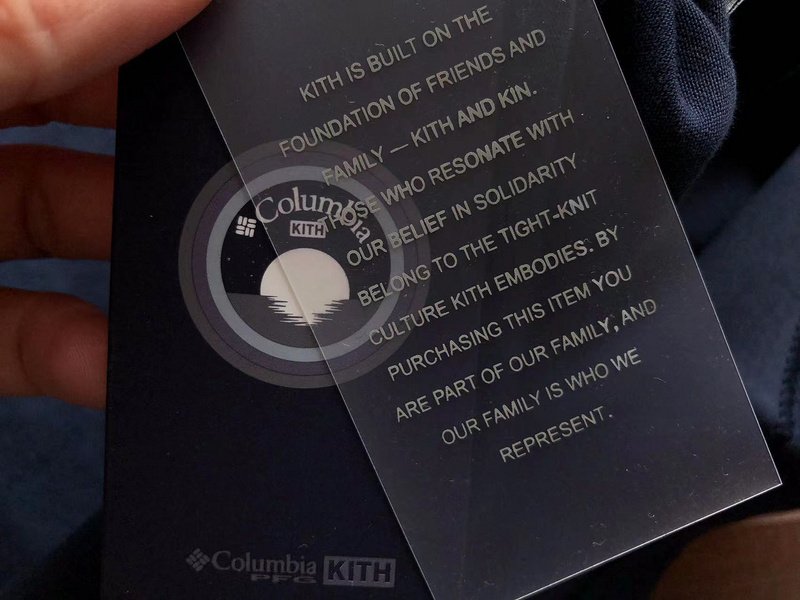 KITH IS BUILT ON THE
FOUNDATION OF FRIENDS AND
FAMILY — KITH AND KIN.
THOSE WHO RESONATE WITH
OUR BELIEF IN SOLIDARITY
BELONG TO THE TIGHT-KNIT
CULTURE KITH EMBODIES. BY
PURCHASING THIS ITEM YOU
ARE PART OF OUR FAMILY, AND
OUR FAMILY IS WHO WE
REPRESENT.
Columbia
KITH
Columbia
PFG KITH